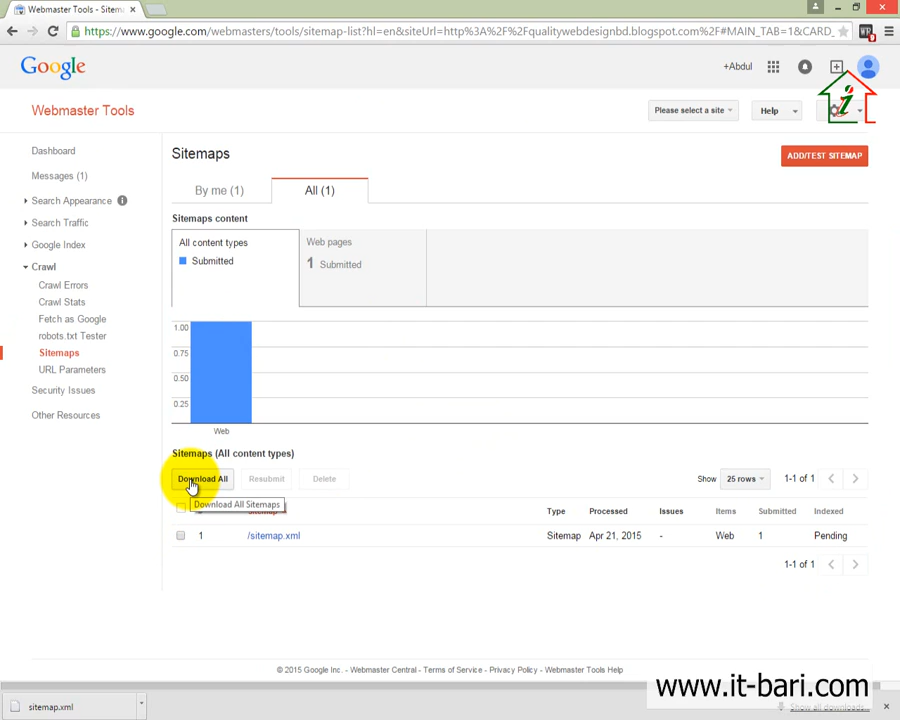 Webmaster Tools - Sitem
https://www.google.com/webmasters/tools/sitemap-list?hl=en&siteUrl=http%3A%2F%2Fqualitywebdesignbd.blogspot.com%2F#MAIN_TAB=1&CARD_
Google
+Abdul
Webmaster Tools
Please select a site
Help
i
Dashboard
Messages (1)
Search Appearance
Search Traffic
Google Index
Crawl
Crawl Errors
Crawl Stats
Fetch as Google
robots.txt Tester
Sitemaps
URL Parameters
Security Issues
Other Resources
Sitemaps
ADD/TEST SITEMAP
By me (1)
All (1)
Sitemaps content
All content types
Submitted
Web pages
1 Submitted
1.00
0.75
0.50
0.25
Web
Sitemaps (All content types)
Download All
Resubmit
Delete
Show
25 rows
1-1 of 1
Download All Sitemaps
Type
Processed
Issues
Items
Submitted
Indexed
1
/sitemap.xml
Sitemap
Apr 21, 2015
-
Web
1
Pending
1-1 of 1
© 2015 Google Inc. - Webmaster Central - Terms of Service - Privacy Policy - Webmaster Tools Help
www.it-bari.com
sitemap.xml
Show all downloads...